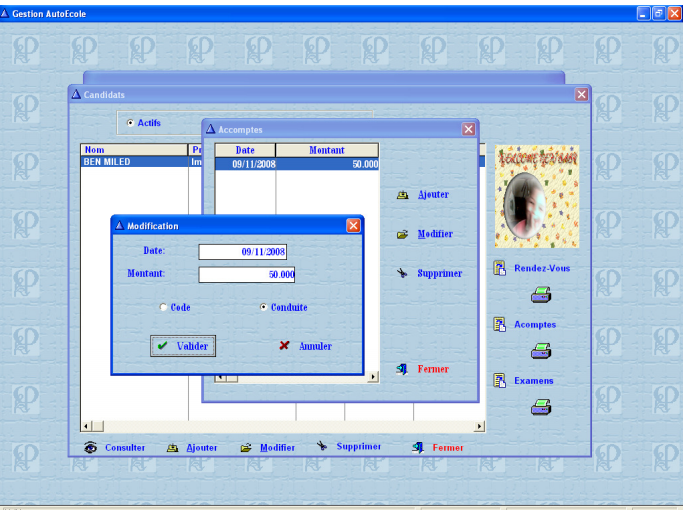 Gestion AutoEcole
Candidats
Actifs
Accomptes
Nom
BEN MILED
Date Montant
09/11/2008 50.000
Ajouter
Modifier
Supprimer
Fermer
Modification
Date: 09/11/2008
Montant: 50.000
Code Conduite
Valider Annuler
Rendez-Vous
Acomptes
Examens
Consulter Ajouter Modifier Supprimer Fermer